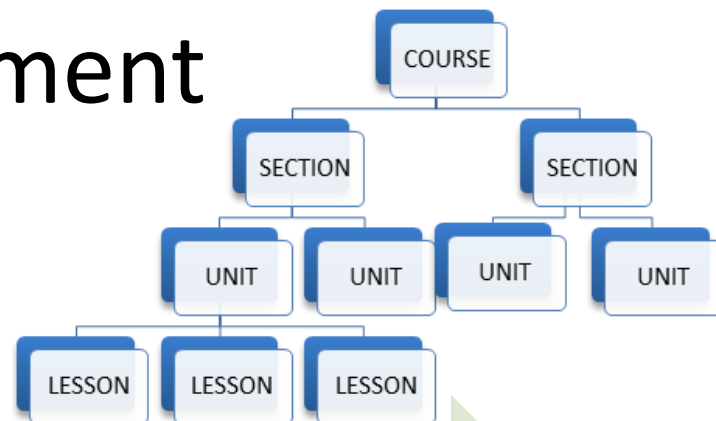 ment
COURSE
SECTION SECTION
UNIT UNIT UNIT UNIT
LESSON LESSON LESSON